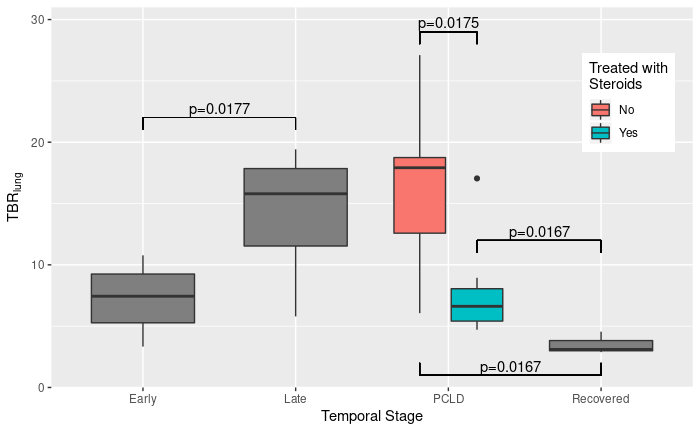 p=0.0175
30
Treated with
Steroids
No
Yes
p=0.0177
20
TBRlung
p=0.0167
10
p=0.0167
0
Early Late PCLD Recovered
Temporal Stage